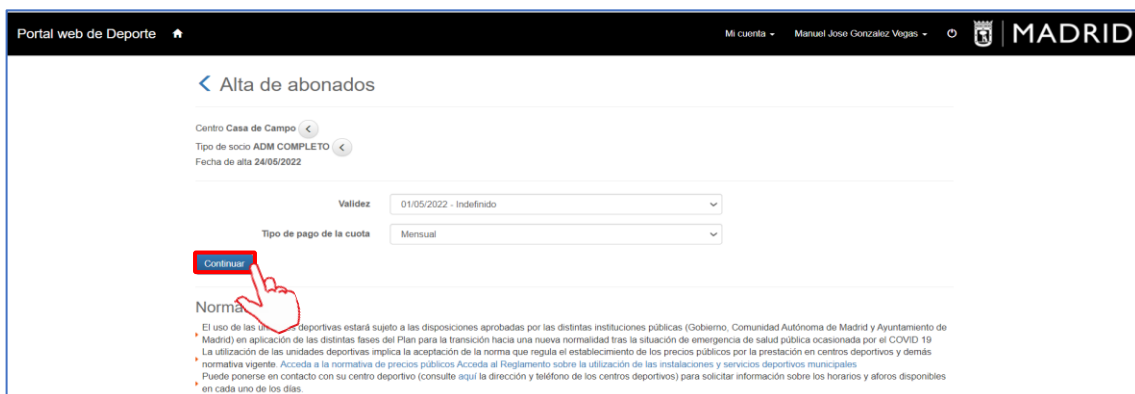 Portal web de Deporte
Mi cuenta
Manuel Jose Gonzalez Vegas
MADRID
Alta de abonados
Centro Casa de Campo
Tipo de socio ADM COMPLETO
Fecha de alta 24/05/2022
Validez
01/05/2022 - Indefinido
Tipo de pago de la cuota
Mensual
Continuar
El uso de las deportivas estará sujeto a las disposiciones aprobadas por las distintas instituciones públicas (Gobierno, Comunidad Autónoma de Madrid y Ayuntamiento de
Madrid) en aplicación de las distintas fases del Plan para la transición hacia una nueva normalidad tras la situación de emergencia de salud pública ocasionada por el COVID 19
La utilización de las unidades deportivas implica la aceptación de la norma que regula el establecimiento de los precios públicos por la prestación en centros deportivos y demás
normativa vigente. Acceda a la normativa de precios públicos Acceda al Reglamento sobre la utilización de las instalaciones y servicios deportivos municipales
Puede ponerse en contacto con su centro deportivo (consulte aquí la dirección y teléfono de los centros deportivos) para solicitar información sobre los horarios y aforos disponibles
en cada uno de los días.